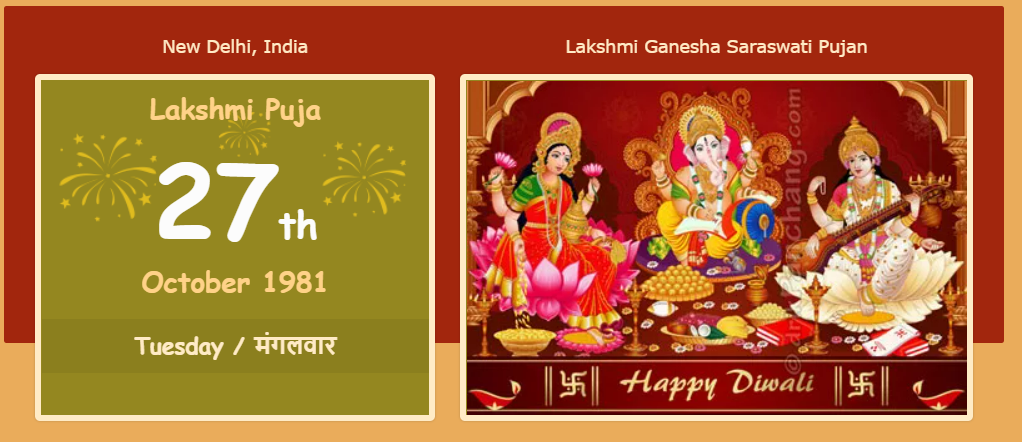 New Delhi, India
Lakshmi Puja
27th
October 1981
Tuesday / मंगलवार
Lakshmi Ganesha Saraswati Pujan
Happy Diwali